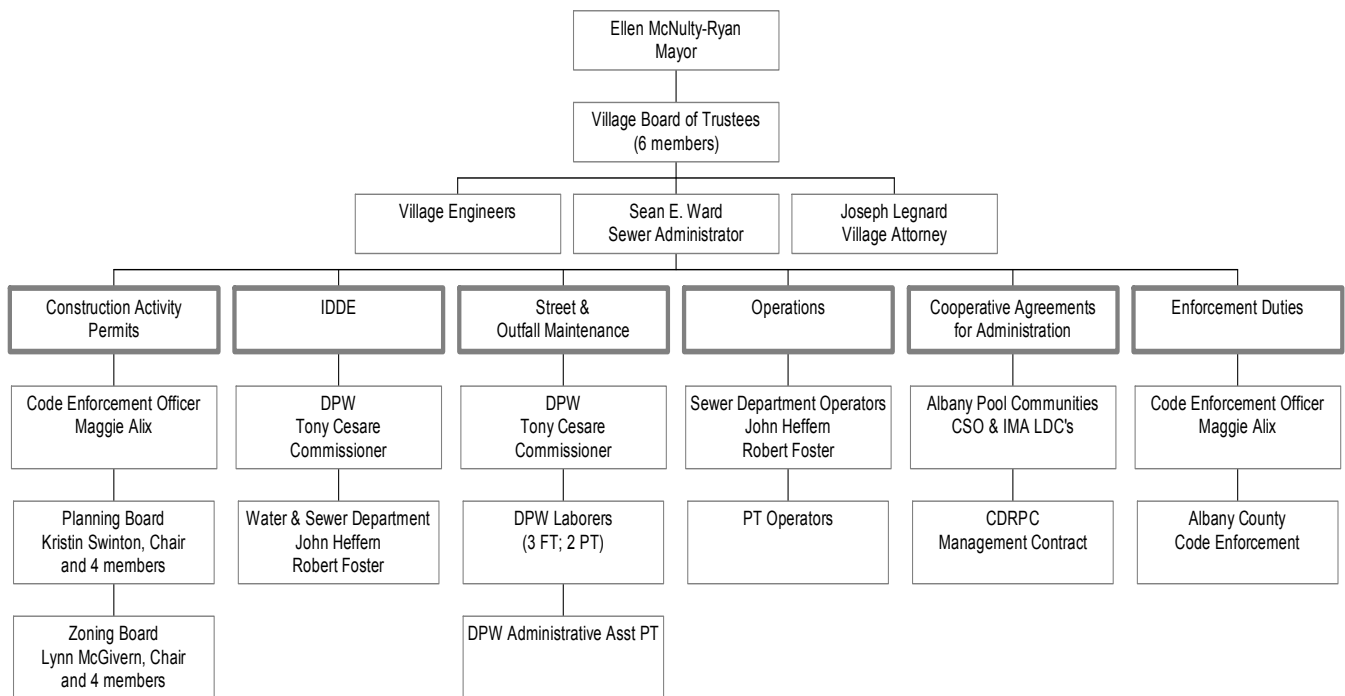 Ellen McNulty-Ryan
Mayor
Village Board of Trustees
(6 members)
Village Engineers
Sean E. Ward
Sewer Administrator
Joseph Legnard
Village Attorney
Construction Activity
Permits
IDDE
Street &
Outfall Maintenance
Operations
Cooperative Agreements
for Administration
Enforcement Duties
Code Enforcement Officer
Maggie Alix
DPW
Tony Cesare
Commissioner
DPW
Tony Cesare
Commissioner
Sewer Department Operators
John Heffern
Robert Foster
Albany Pool Communities
CSO & IMA LDC's
Code Enforcement Officer
Maggie Alix
Planning Board
Kristin Swinton, Chair
and 4 members
Water & Sewer Department
John Heffern
Robert Foster
DPW Laborers
(3 FT; 2 PT)
PT Operators
CDRPC
Management Contract
Albany County
Code Enforcement
Zoning Board
Lynn McGivern, Chair
and 4 members
DPW Administrative Asst PT